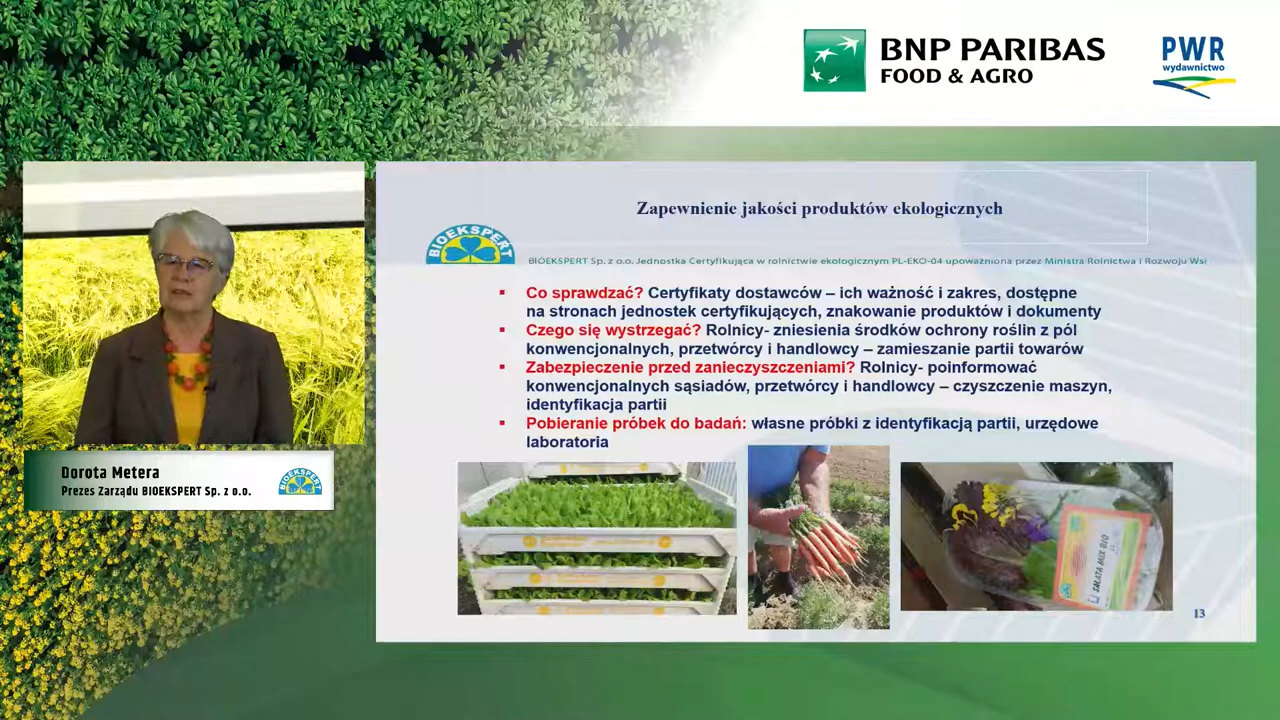 BNP PARIBAS
FOOD & AGRO
PWR
wydawnictwo
Zapewnienie jakości produktów ekologicznych
BIOEKSPERT
BIOEKSPERT Sp. z o.o. Jednostka Certyfikująca w rolnictwie ekologicznym PL-EKO-04 upoważniona przez Ministra Rolnictwa i Rozwoju Wsi
▪ Co sprawdzać? Certyfikaty dostawców – ich ważność i zakres, dostępne
na stronach jednostek certyfikujących, znakowanie produktów i dokumenty
▪ Czego się wystrzegać? Rolnicy- zniesienia środków ochrony roślin z pól
konwencjonalnych, przetwórcy i handlowcy – zamieszanie partii towarów
▪ Zabezpieczenie przed zanieczyszczeniami? Rolnicy- poinformować
konwencjonalnych sąsiadów, przetwórcy i handlowcy – czyszczenie maszyn,
identyfikacja partii
▪ Pobieranie próbek do badań: własne próbki z identyfikacją partii, urzędowe
laboratoria
SAŁATA MIX BIO
13
Dorota Metera
Prezes Zarządu BIOEKSPERT Sp. z o.o.
BIOEKSPERT